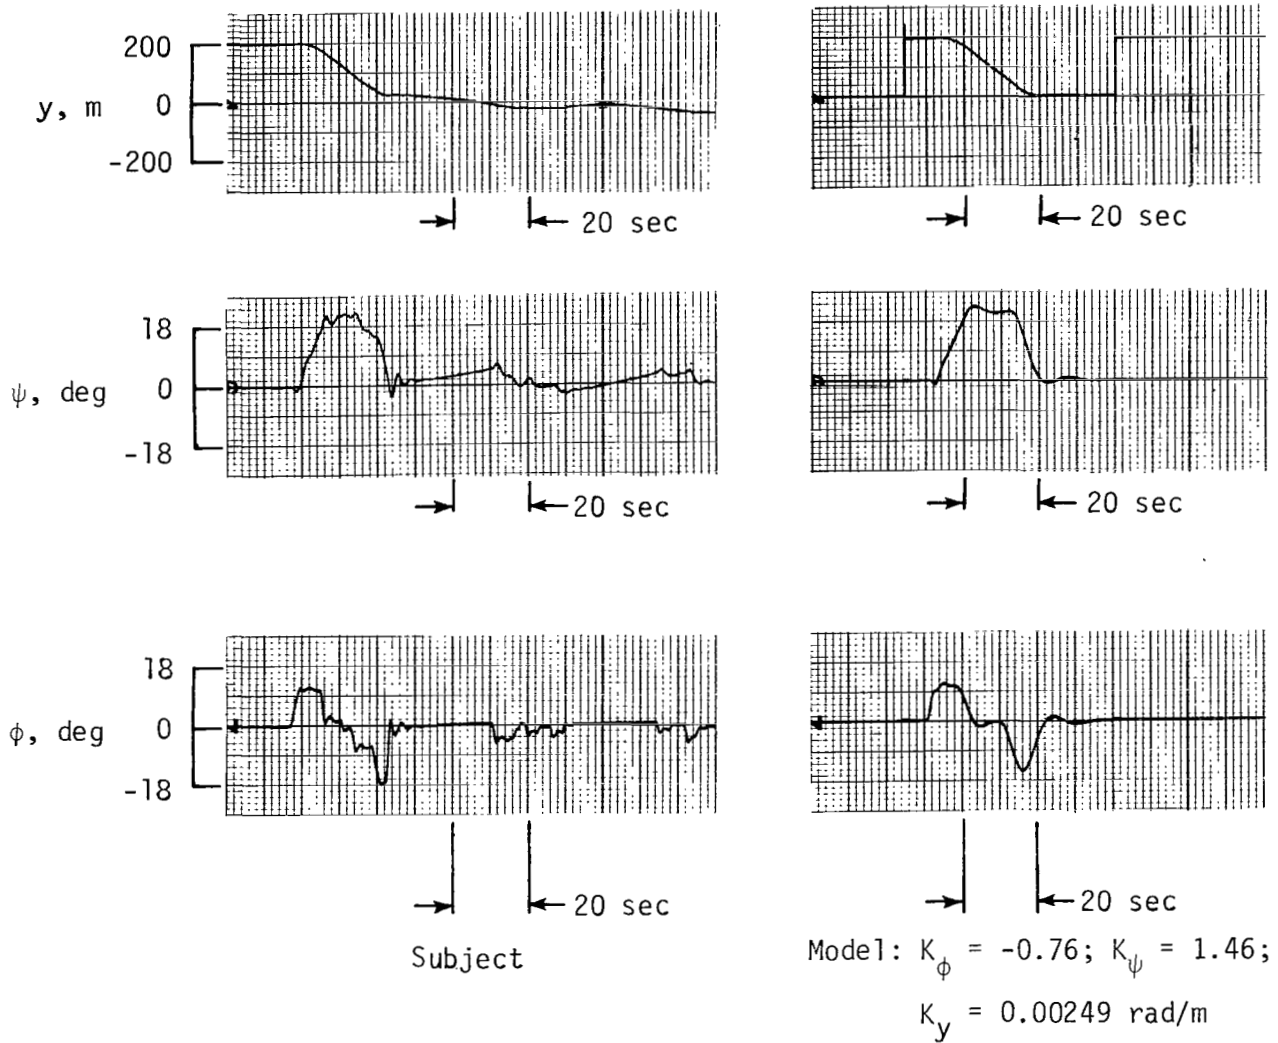 200
y, m
0
-200
20 sec
20 sec
18
ψ, deg
0
-18
20 sec
20 sec
18
ϕ, deg
0
-18
20 sec
20 sec
Subject
Model: K_ϕ = -0.76; K_ψ = 1.46;
K_y = 0.00249 rad/m